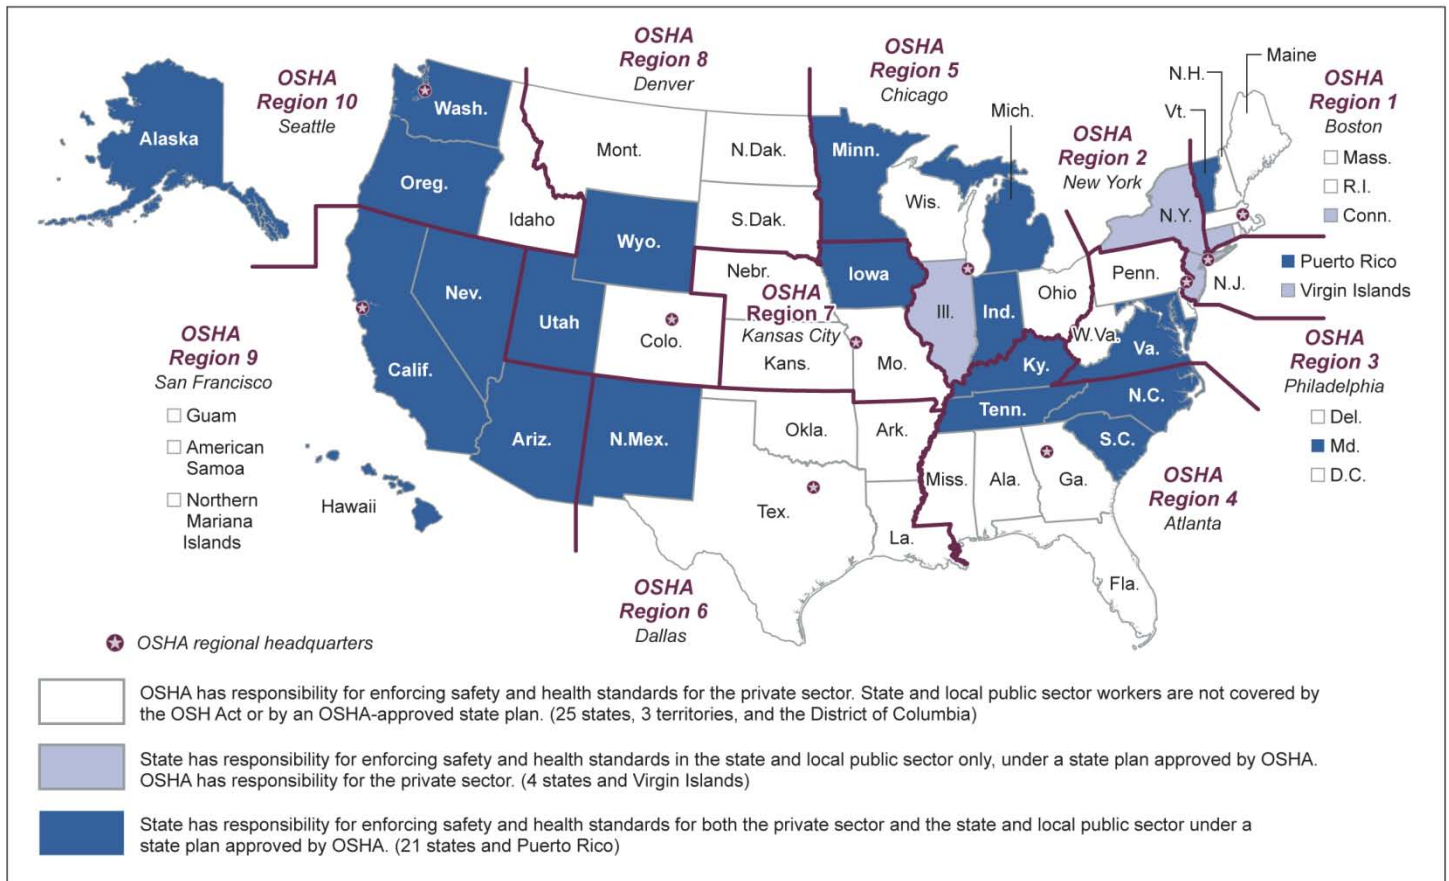 OSHA
Region 8
Denver
OSHA
Region 5
Chicago
OSHA
Region 10
Seattle
Maine
N.H.
Vt.
Mich.
OSHA
Region 1
Boston
Mass.
R.I.
Conn.
OSHA
Region 2
New York
Puerto Rico
Virgin Islands
Alaska
Wash.
Oreg.
Mont.
N.Dak.
Minn.
Idaho
S.Dak.
Wis.
N.Y.
Wyo.
Nebr.
Iowa
Penn.
N.J.
Nev.
Utah
Colo.
OSHA
Region 7
Kansas City
Kans.
Mo.
Ill.
Ind.
Ohio
W.Va.
Va.
Ky.
OSHA
Region 9
San Francisco
Guam
American
Samoa
Northern
Mariana
Islands
Calif.
Ariz.
N.Mex.
Okla.
Ark.
Tenn.
N.C.
S.C.
OSHA
Region 3
Philadelphia
Del.
Md.
D.C.
Hawaii
Tex.
La.
Miss.
Ala.
Ga.
Fla.
OSHA
Region 4
Atlanta
OSHA
Region 6
Dallas
OSHA regional headquarters
OSHA has responsibility for enforcing safety and health standards for the private sector. State and local public sector workers are not covered by
the OSH Act or by an OSHA-approved state plan. (25 states, 3 territories, and the District of Columbia)
State has responsibility for enforcing safety and health standards in the state and local public sector only, under a state plan approved by OSHA.
OSHA has responsibility for the private sector. (4 states and Virgin Islands)
State has responsibility for enforcing safety and health standards for both the private sector and the state and local public sector under a
state plan approved by OSHA. (21 states and Puerto Rico)